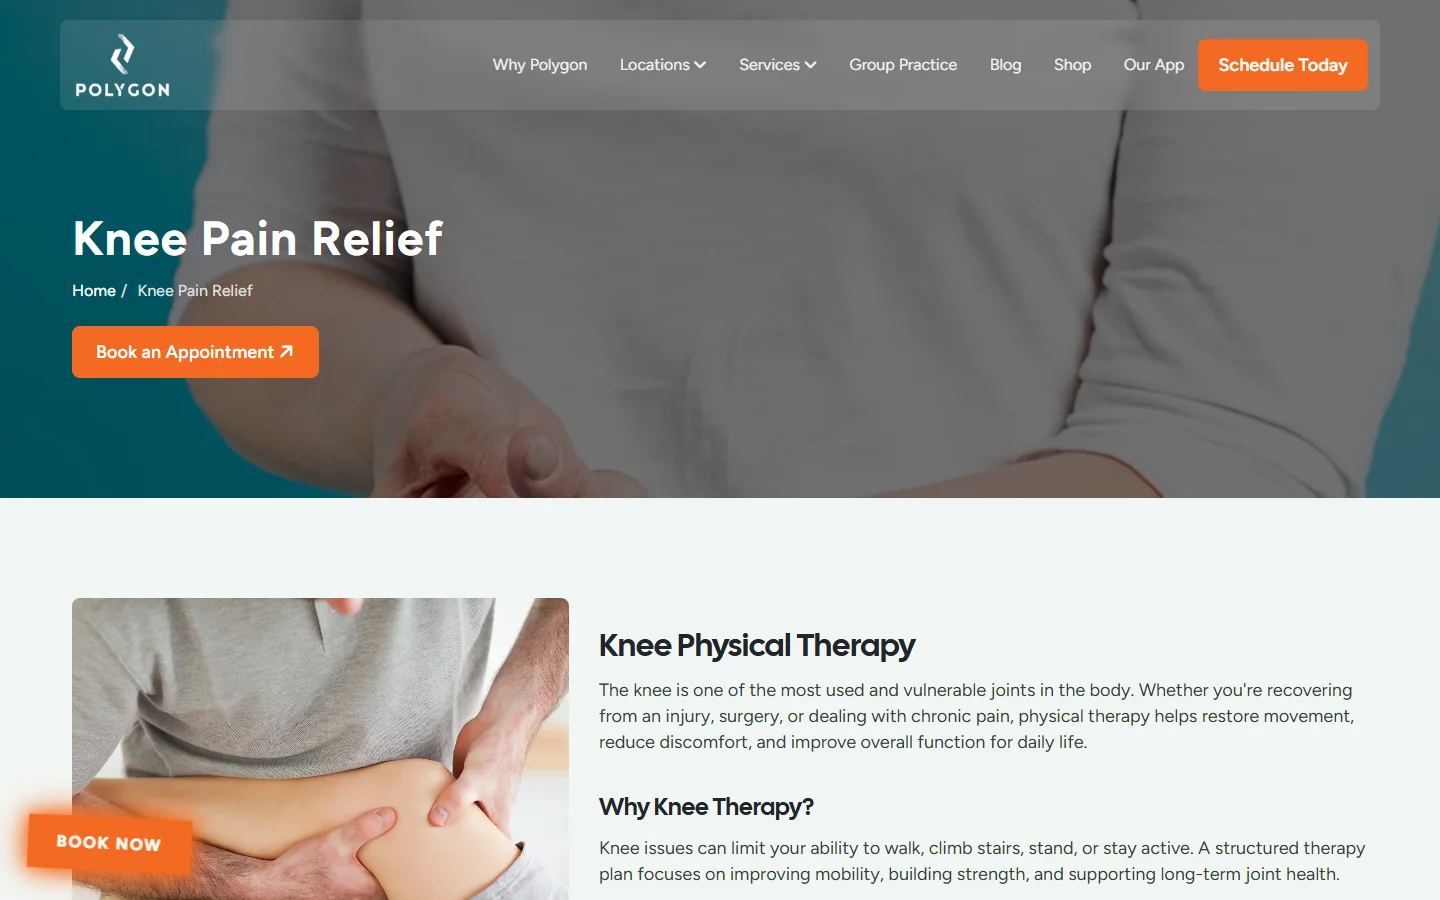 POLYGON
Why Polygon
Locations
Services
Group Practice
Blog
Shop
Our App
Schedule Today
Knee Pain Relief
Home / Knee Pain Relief
Book an Appointment
Knee Physical Therapy
The knee is one of the most used and vulnerable joints in the body. Whether you're recovering
from an injury, surgery, or dealing with chronic pain, physical therapy helps restore movement,
reduce discomfort, and improve overall function for daily life.
Why Knee Therapy?
Knee issues can limit your ability to walk, climb stairs, stand, or stay active. A structured therapy
plan focuses on improving mobility, building strength, and supporting long-term joint health.
BOOK NOW